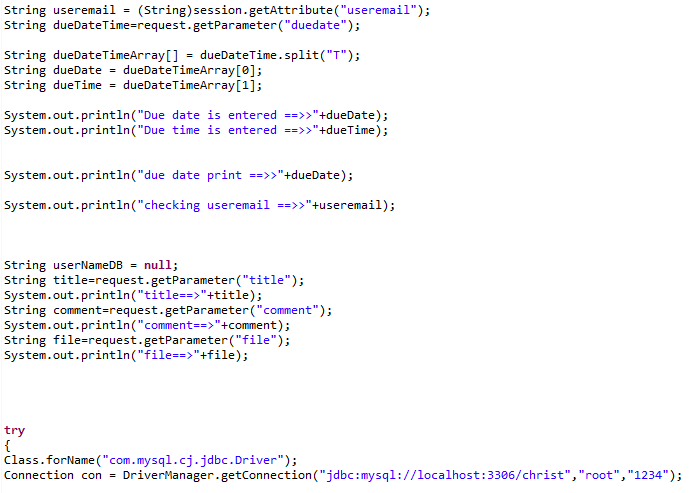 String useremail = (String)session.getAttribute("useremail");
String dueDateTime=request.getParameter("duedate");
String dueDateTimeArray[] = dueDateTime.split("T");
String dueDate = dueDateTimeArray[0];
String dueTime = dueDateTimeArray[1];
System.out.println("Due date is entered ==>>"+dueDate);
System.out.println("Due time is entered ==>>"+dueTime);
System.out.println("due date print ==>>"+dueDate);
System.out.println("checking useremail ==>>"+useremail);
String userNameDB = null;
String title=request.getParameter("title");
System.out.println("title==>"+title);
String comment=request.getParameter("comment");
System.out.println("comment==>"+comment);
String file=request.getParameter("file");
System.out.println("file==>"+file);
try
{
Class.forName("com.mysql.cj.jdbc.Driver");
Connection con = DriverManager.getConnection("jdbc:mysql://localhost:3306/christ","root","1234");